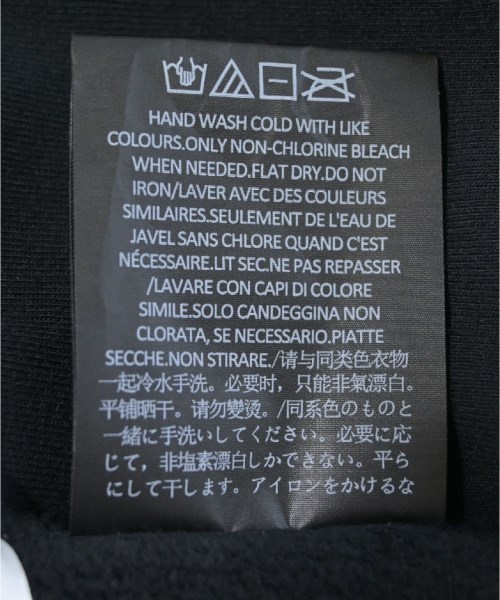 HAND WASH COLD WITH LIKE
COLOURS.ONLY NON-CHLORINE BLEACH
WHEN NEEDED.FLAT DRY.DO NOT
IRON/LAVER AVEC DES COULEURS
SIMILAIRES.SEULEMENT DE L'EAU DE
JAVEL SANS CHLORE QUAND C'EST
NÉCESSAIRE.LIT SEC.NE PAS REPASSER
/LAVARE CON CAPI DI COLORE
SIMILE.SOLO CANDEGGINA NON
CLORATA, SE NECESSARIO.PIATTE
SECCHE.NON STIRARE./请与同类色衣物
一起冷水手洗。必要时，只能非氣漂白。
平铺晒干。请勿變烫。/同系色のものと
一緒に手洗いしてください。必要に応
じて，非塩素漂白しかできない。平ら
にして干します。アイロンをかけるな